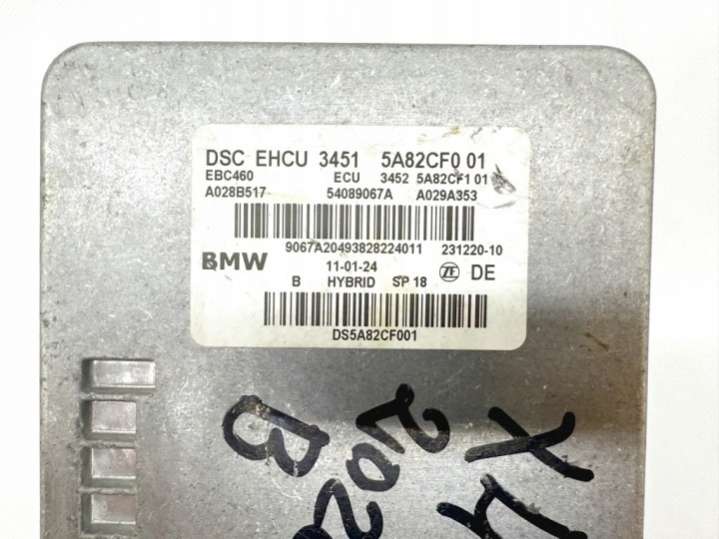 DSC EHCU 3451 5A82CF0 01
EBC460 ECU 3452 5A82CF1 01
A028B517 54089067A A029A353
9067A20493828224011 231220-10
BMW 11-01-24 ZF DE
B HYBRID SP 18
DS5A82CF001
B